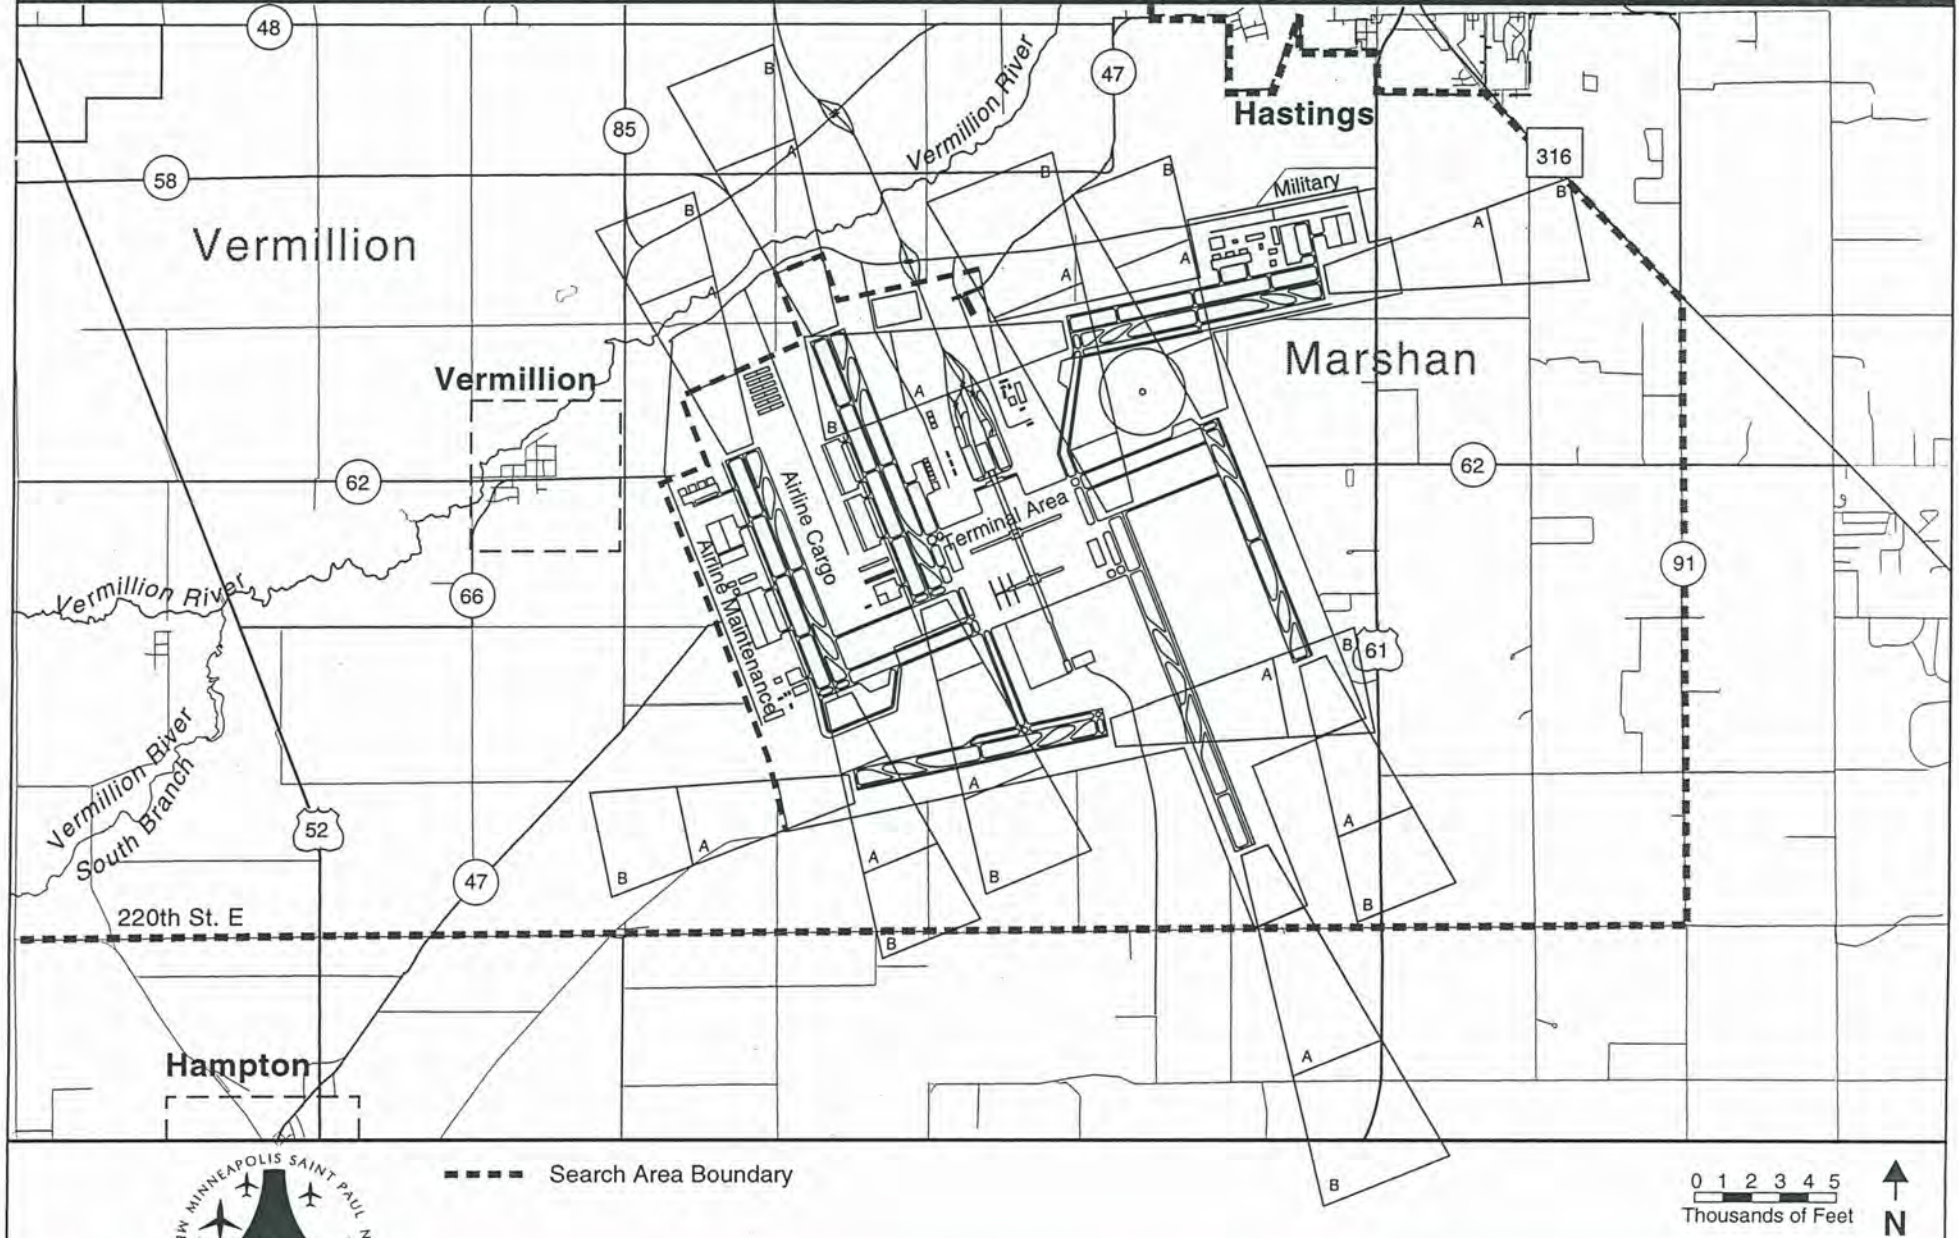 48
47
Vermillion River
Hastings
85
B
A
316
58
B
B
B
Military
B
A
Vermillion
B
A
A
A
Marshan
Vermillion
A
B
62
62
Airline Cargo
Terminal Area
Airline Maintenance
91
Vermillion River
66
B
61
A
Vermillion River
South Branch
52
A
A
A
A
B
B
47
B
220th St. E
B
Hampton
A
B
MINNEAPOLIS SAINT PAUL
Search Area Boundary
0 1 2 3 4 5
Thousands of Feet
N